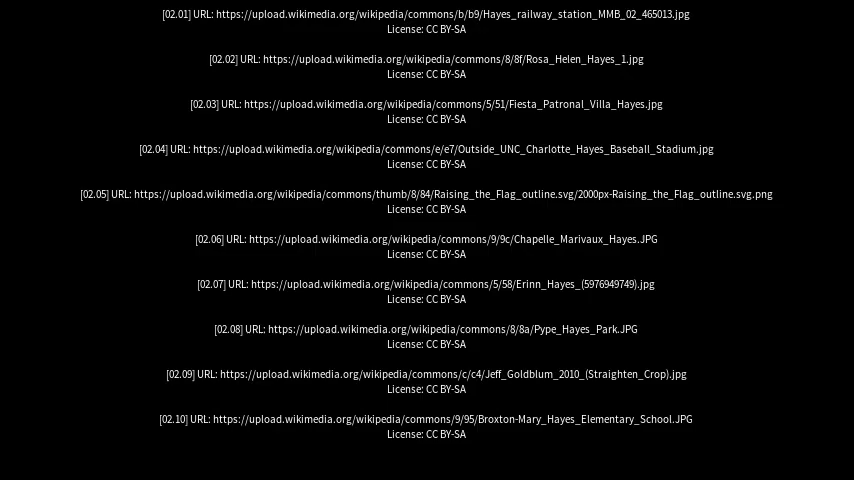 [02.01] URL: https://upload.wikimedia.org/wikipedia/commons/b/b9/Hayes_railway_station_MMB_02_465013.jpg
License: CC BY-SA
[02.02] URL: https://upload.wikimedia.org/wikipedia/commons/8/8f/Rosa_Helen_Hayes_1.jpg
License: CC BY-SA
[02.03] URL: https://upload.wikimedia.org/wikipedia/commons/5/51/Fiesta_Patronal_Villa_Hayes.jpg
License: CC BY-SA
[02.04] URL: https://upload.wikimedia.org/wikipedia/commons/e/e7/Outside_UNC_Charlotte_Hayes_Baseball_Stadium.jpg
License: CC BY-SA
[02.05] URL: https://upload.wikimedia.org/wikipedia/commons/thumb/8/84/Raising_the_Flag_outline.svg/2000px-Raising_the_Flag_outline.svg.png
License: CC BY-SA
[02.06] URL: https://upload.wikimedia.org/wikipedia/commons/9/9c/Chapelle_Marivaux_Hayes.JPG
License: CC BY-SA
[02.07] URL: https://upload.wikimedia.org/wikipedia/commons/5/58/Erinn_Hayes_(5976949749).jpg
License: CC BY-SA
[02.08] URL: https://upload.wikimedia.org/wikipedia/commons/8/8a/Pype_Hayes_Park.JPG
License: CC BY-SA
[02.09] URL: https://upload.wikimedia.org/wikipedia/commons/c/c4/Jeff_Goldblum_2010_(Straighten_Crop).jpg
License: CC BY-SA
[02.10] URL: https://upload.wikimedia.org/wikipedia/commons/9/95/Broxton-Mary_Hayes_Elementary_School.JPG
License: CC BY-SA